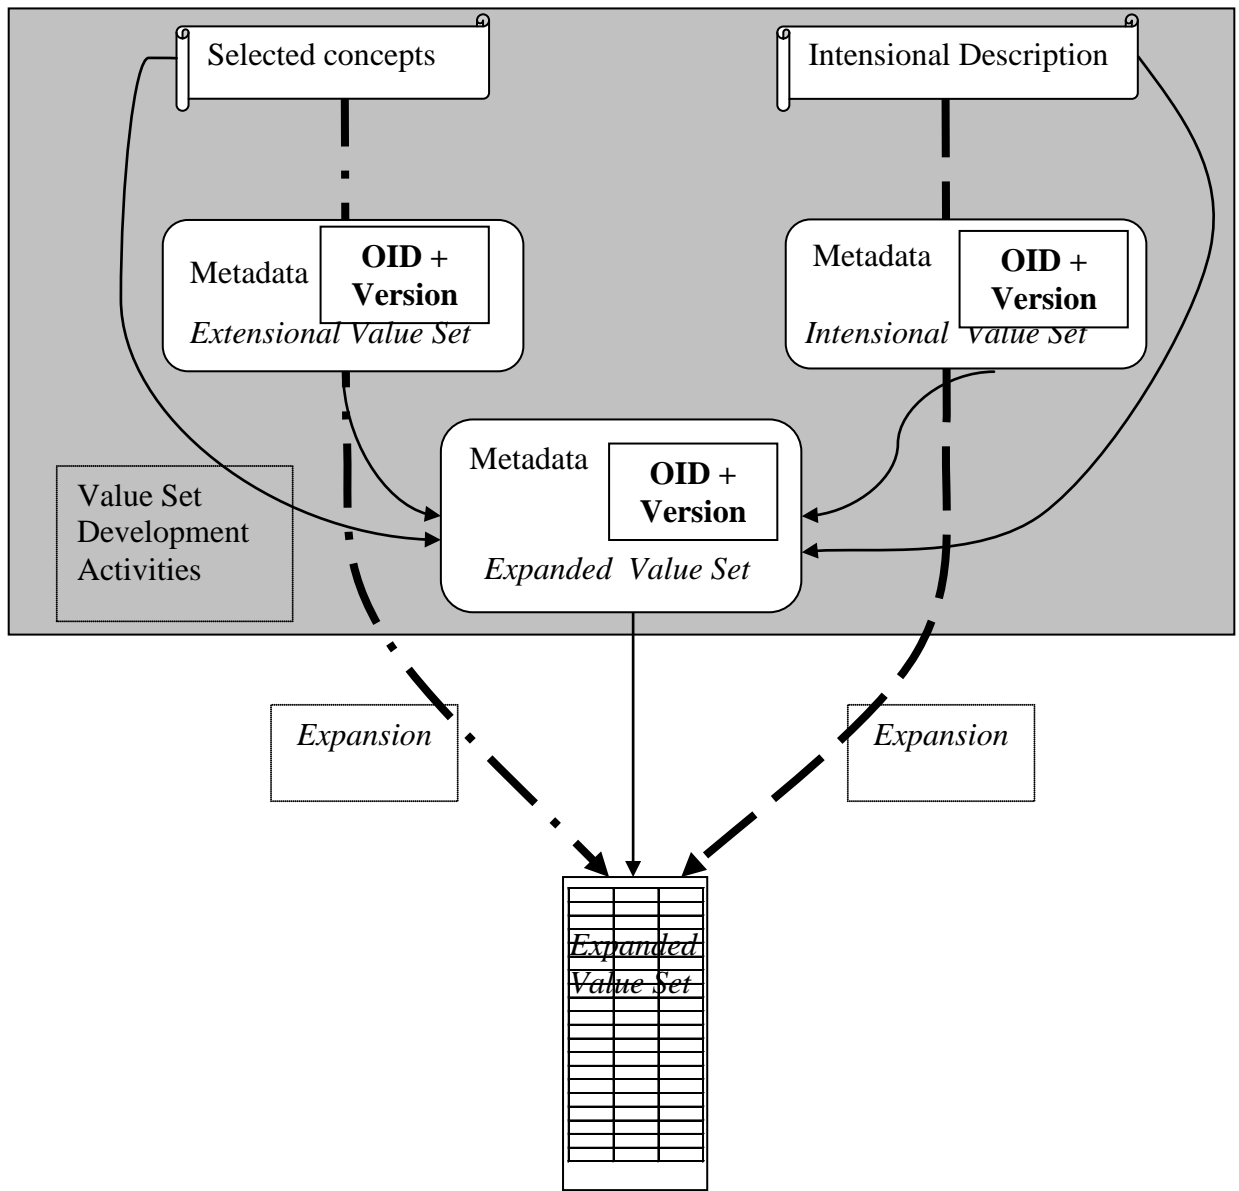 Selected concepts
Intensional Description
Metadata
OID +
Version
Extensional Value Set
Metadata
OID +
Version
Intensional Value Set
Metadata
OID +
Version
Expanded Value Set
Value Set
Development
Activities
Expansion
Expansion
Expanded
Value Set